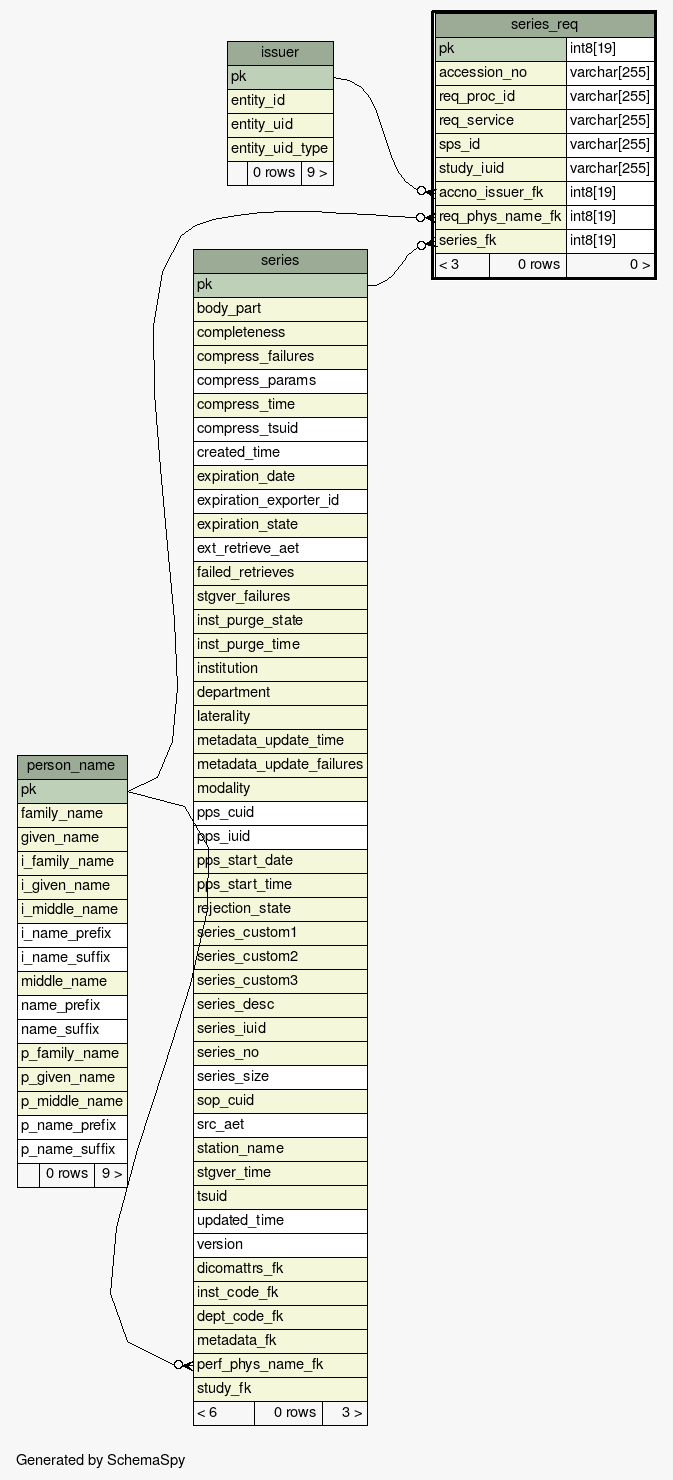 issuer
pk
entity_id
entity_uid
entity_uid_type
0 rows 9 >
series_req
pk int8[19]
accession_no varchar[255]
req_proc_id varchar[255]
req_service varchar[255]
sps_id varchar[255]
study_iuid varchar[255]
accno_issuer_fk int8[19]
req_phys_name_fk int8[19]
series_fk int8[19]
< 3 0 rows 0 >
series
pk
body_part
completeness
compress_failures
compress_params
compress_time
compress_tsuid
created_time
expiration_date
expiration_exporter_id
expiration_state
ext_retrieve_aet
failed_retrieves
stgver_failures
inst_purge_state
inst_purge_time
institution
department
laterality
metadata_update_time
metadata_update_failures
modality
pps_cuid
pps_iuid
pps_start_date
pps_start_time
rejection_state
series_custom1
series_custom2
series_custom3
series_desc
series_iuid
series_no
series_size
sop_cuid
src_aet
station_name
stgver_time
tsuid
updated_time
version
dicomattrs_fk
inst_code_fk
dept_code_fk
metadata_fk
perf_phys_name_fk
study_fk
< 6 0 rows 3 >
person_name
pk
family_name
given_name
i_family_name
i_given_name
i_middle_name
i_name_prefix
i_name_suffix
middle_name
name_prefix
name_suffix
p_family_name
p_given_name
p_middle_name
p_name_prefix
p_name_suffix
0 rows 9 >
Generated by SchemaSpy